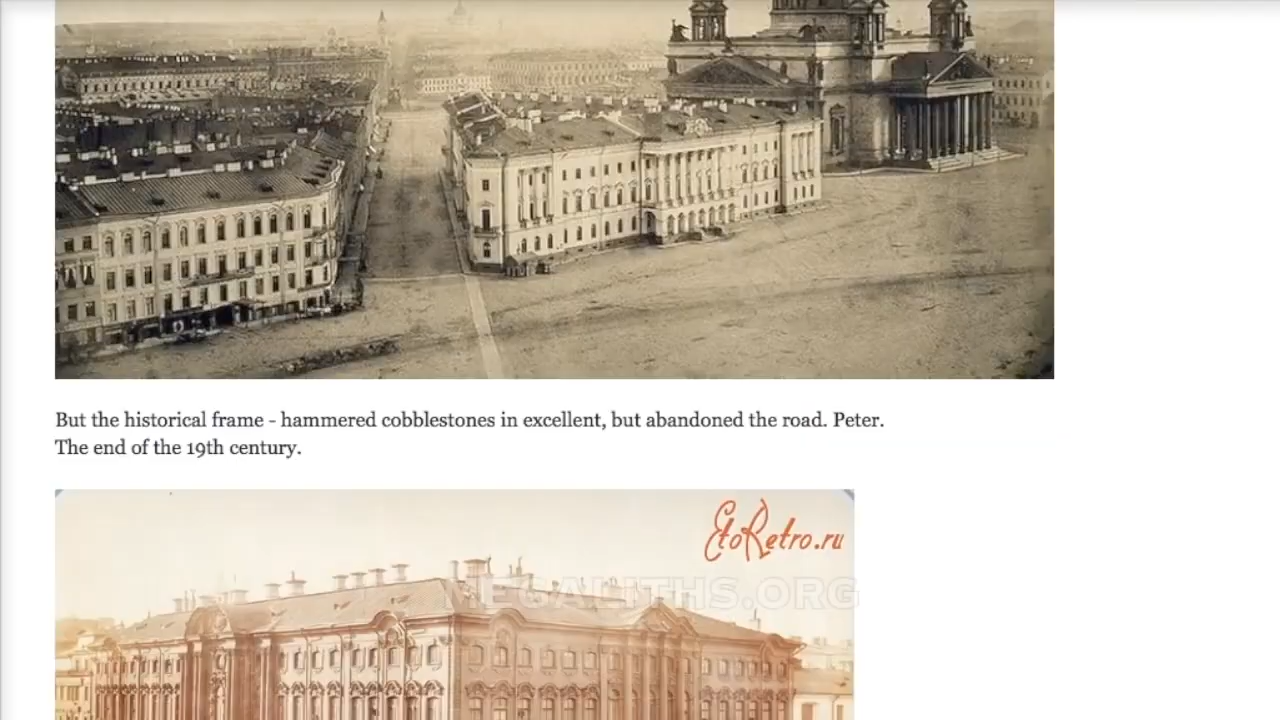 But the historical frame - hammered cobblestones in excellent, but abandoned the road. Peter.
The end of the 19th century.
EtoRetro.ru
MEGALITHS.ORG